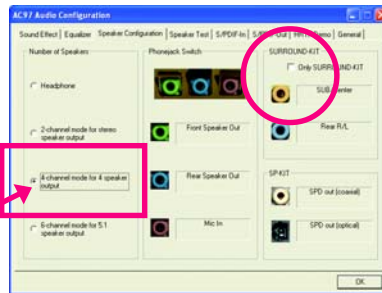 AC97 Audio Configuration
Sound Effect | Equalizer | Speaker Configuration | Speaker Test | S/PDIF-In | Demo | General
Number of Speakers
Phonejack Switch
SURROUND-KIT
Only SURROUND-KIT
Headphone
SUB Center
2-channel mode for stereo speaker output
Front Speaker Out
Rear R/L
4-channel mode for 4 speaker output
Rear Speaker Out
SP-KIT
SPD out (coaxial)
6-channel mode for 5.1 speaker output
Mic In
SPD out (optical)
OK